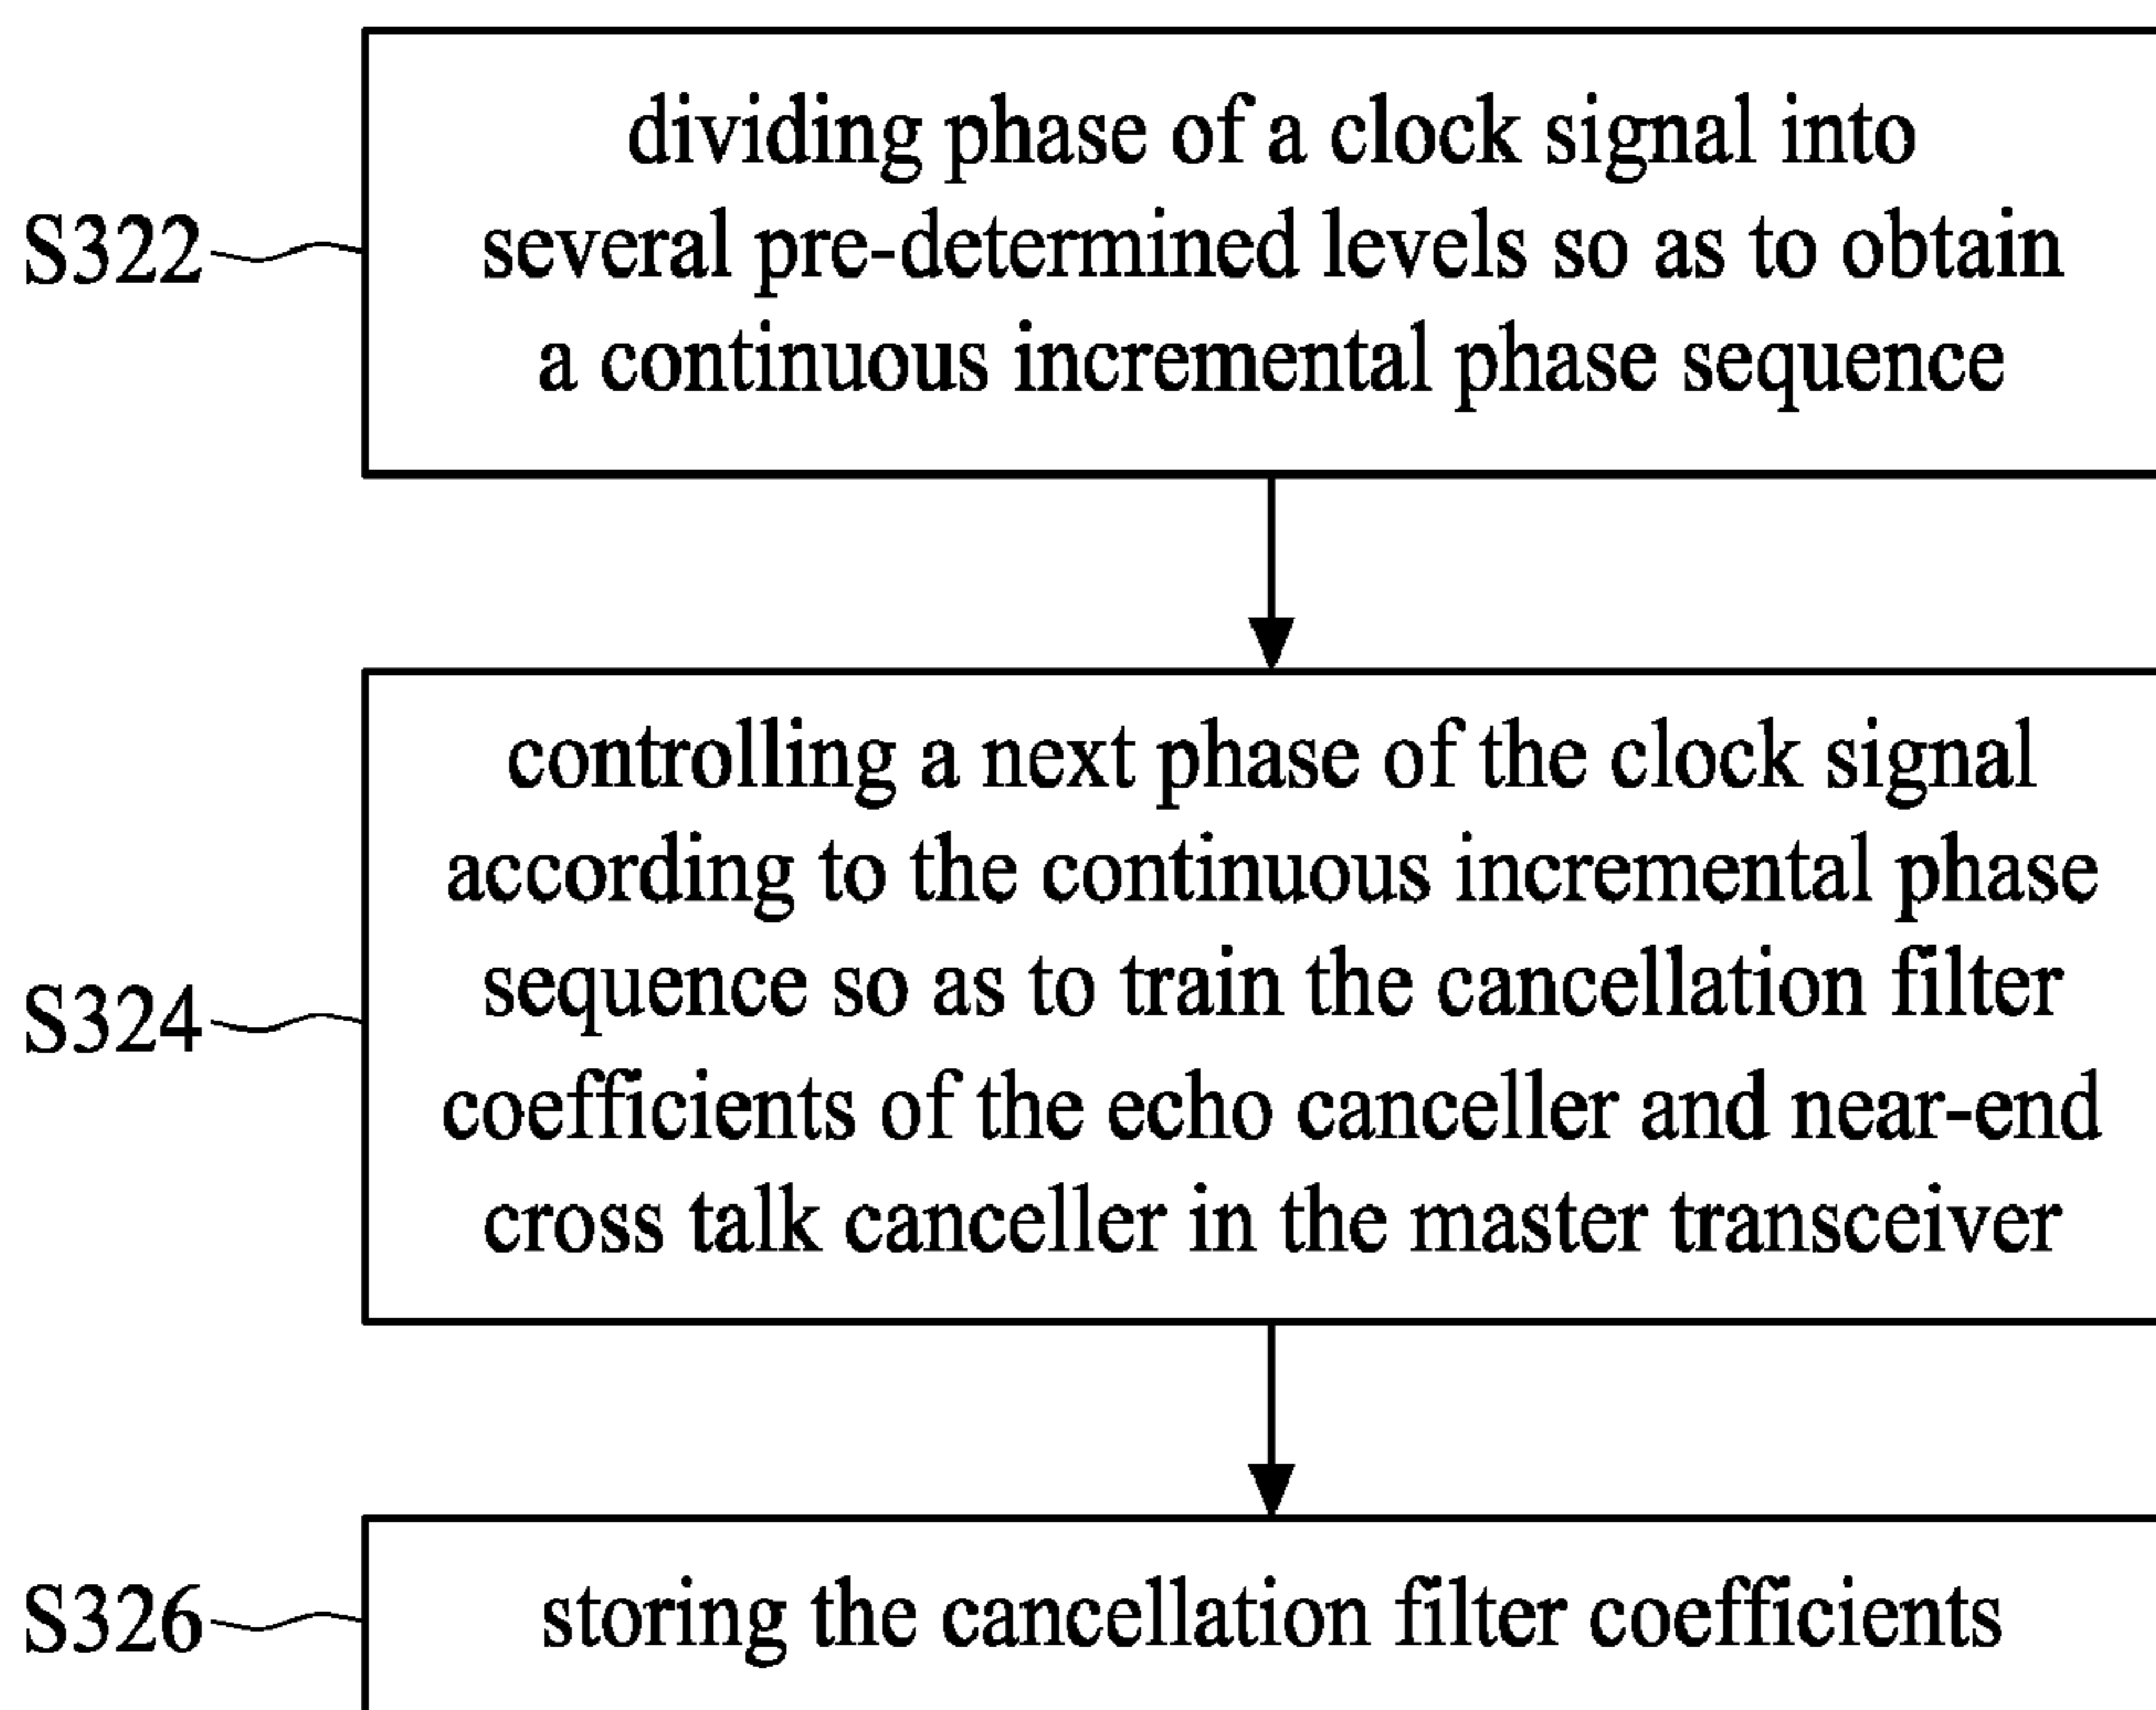 S322
dividing phase of a clock signal into
several pre-determined levels so as to obtain
a continuous incremental phase sequence
S324
controlling a next phase of the clock signal
according to the continuous incremental phase
sequence so as to train the cancellation filter
coefficients of the echo canceller and near-end
cross talk canceller in the master transceiver
S326
storing the cancellation filter coefficients